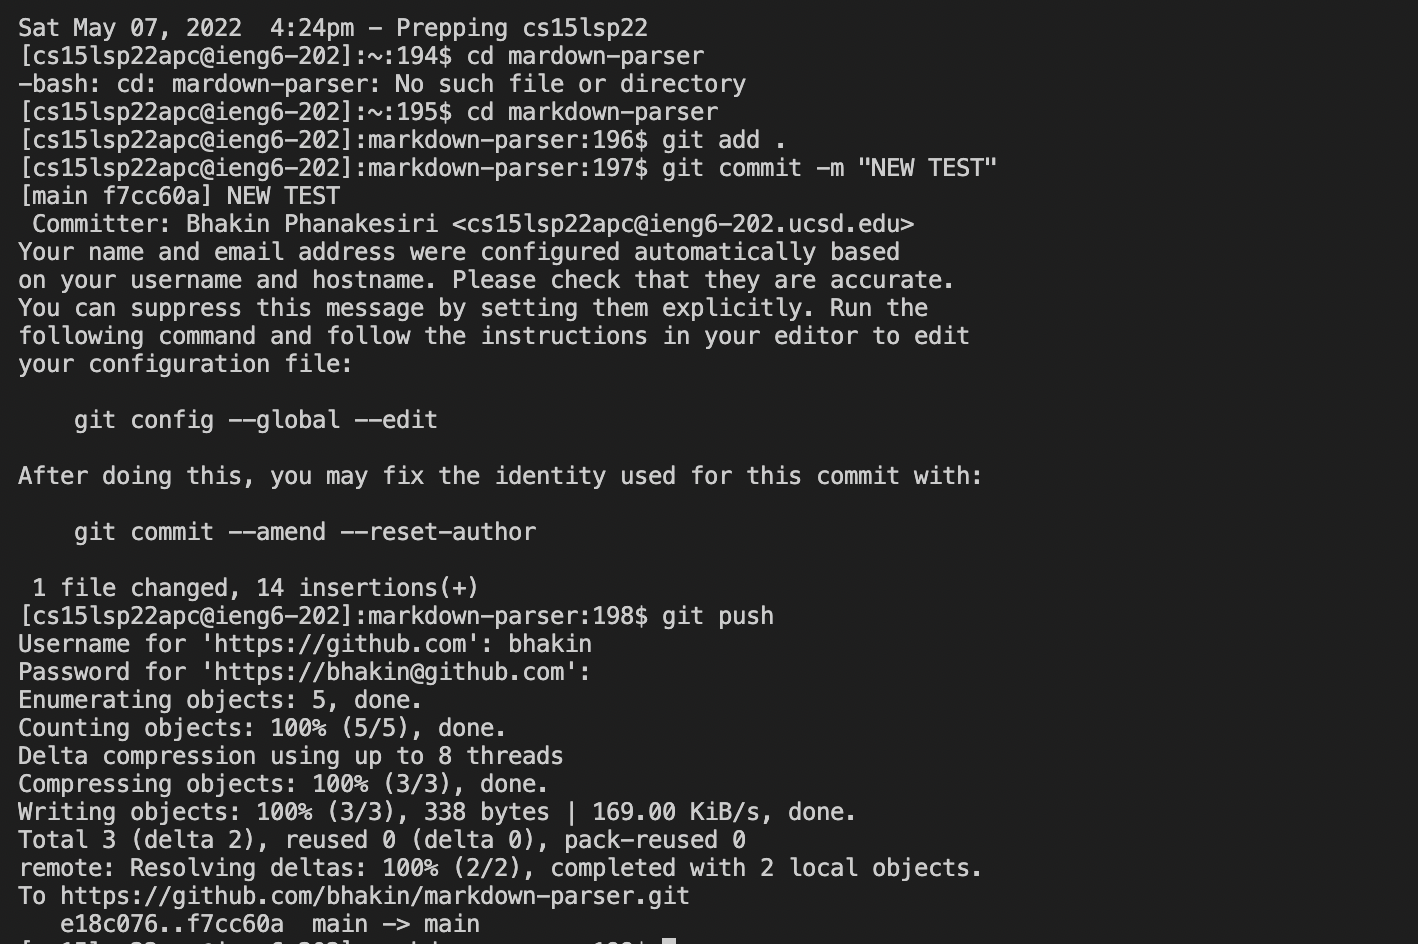 Sat May 07, 2022  4:24pm - Prepping cs15lsp22
[cs15lsp22apc@ieng6-202]:~:194$ cd mardown-parser
-bash: cd: mardown-parser: No such file or directory
[cs15lsp22apc@ieng6-202]:~:195$ cd markdown-parser
[cs15lsp22apc@ieng6-202]:markdown-parser:196$ git add .
[cs15lsp22apc@ieng6-202]:markdown-parser:197$ git commit -m "NEW TEST"
[main f7cc60a] NEW TEST
 Committer: Bhakin Phanakesiri <cs15lsp22apc@ieng6-202.ucsd.edu>
Your name and email address were configured automatically based
on your username and hostname. Please check that they are accurate.
You can suppress this message by setting them explicitly. Run the
following command and follow the instructions in your editor to edit
your configuration file:

    git config --global --edit

After doing this, you may fix the identity used for this commit with:

    git commit --amend --reset-author

 1 file changed, 14 insertions(+)
[cs15lsp22apc@ieng6-202]:markdown-parser:198$ git push
Username for 'https://github.com': bhakin
Password for 'https://bhakin@github.com':
Enumerating objects: 5, done.
Counting objects: 100% (5/5), done.
Delta compression using up to 8 threads
Compressing objects: 100% (3/3), done.
Writing objects: 100% (3/3), 338 bytes | 169.00 KiB/s, done.
Total 3 (delta 2), reused 0 (delta 0), pack-reused 0
remote: Resolving deltas: 100% (2/2), completed with 2 local objects.
To https://github.com/bhakin/markdown-parser.git
   e18c076..f7cc60a  main -> main